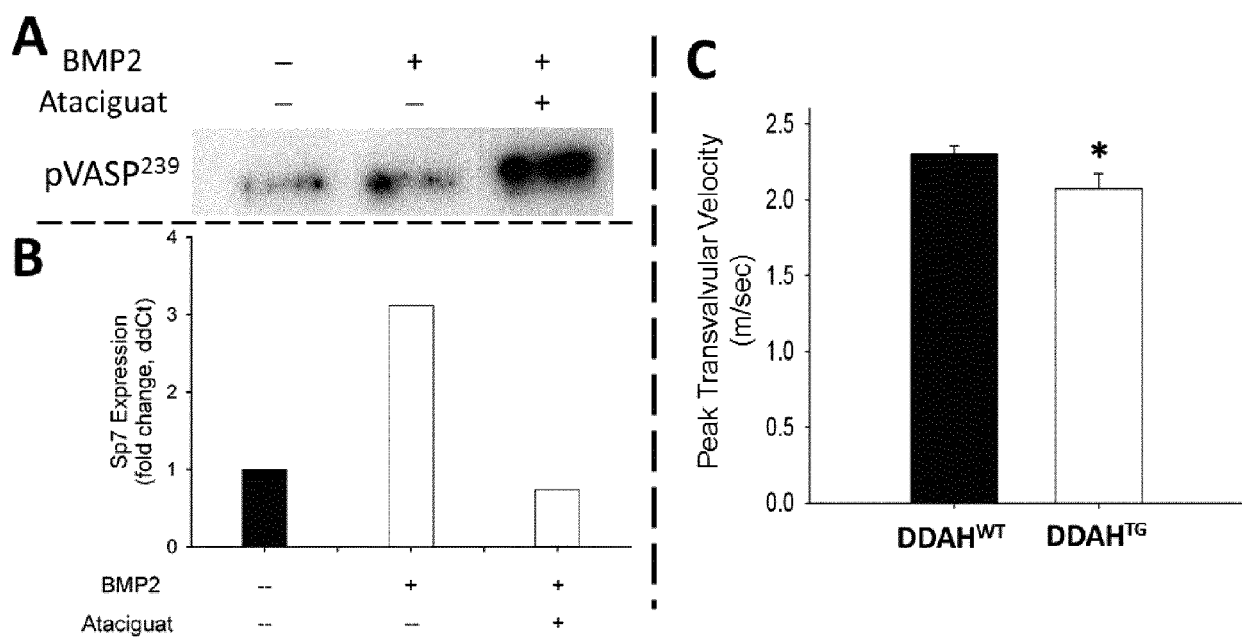 A
BMP2 – + +
Ataciguat – – +
pVASP239
B
4
3
2
1
0
Sp7 Expression
(fold change, ddCt)
BMP2 -- + +
Ataciguat -- -- +
C
2.5
2.0
1.5
1.0
0.5
0.0
Peak Transvalvular Velocity
(m/sec)
*
DDAHWT DDAHTG